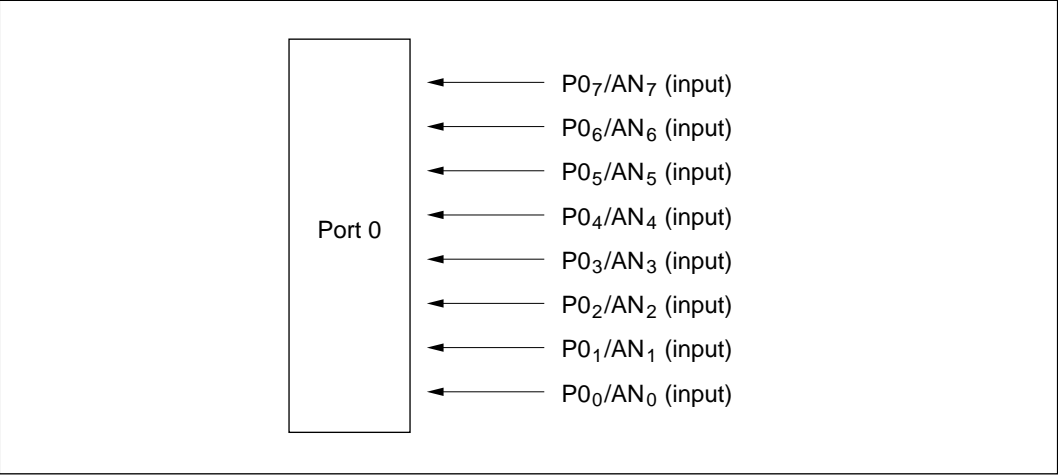 P0₇/AN₇ (input)
P0₆/AN₆ (input)
P0₅/AN₅ (input)
Port 0
P0₄/AN₄ (input)
P0₃/AN₃ (input)
P0₂/AN₂ (input)
P0₁/AN₁ (input)
P0₀/AN₀ (input)